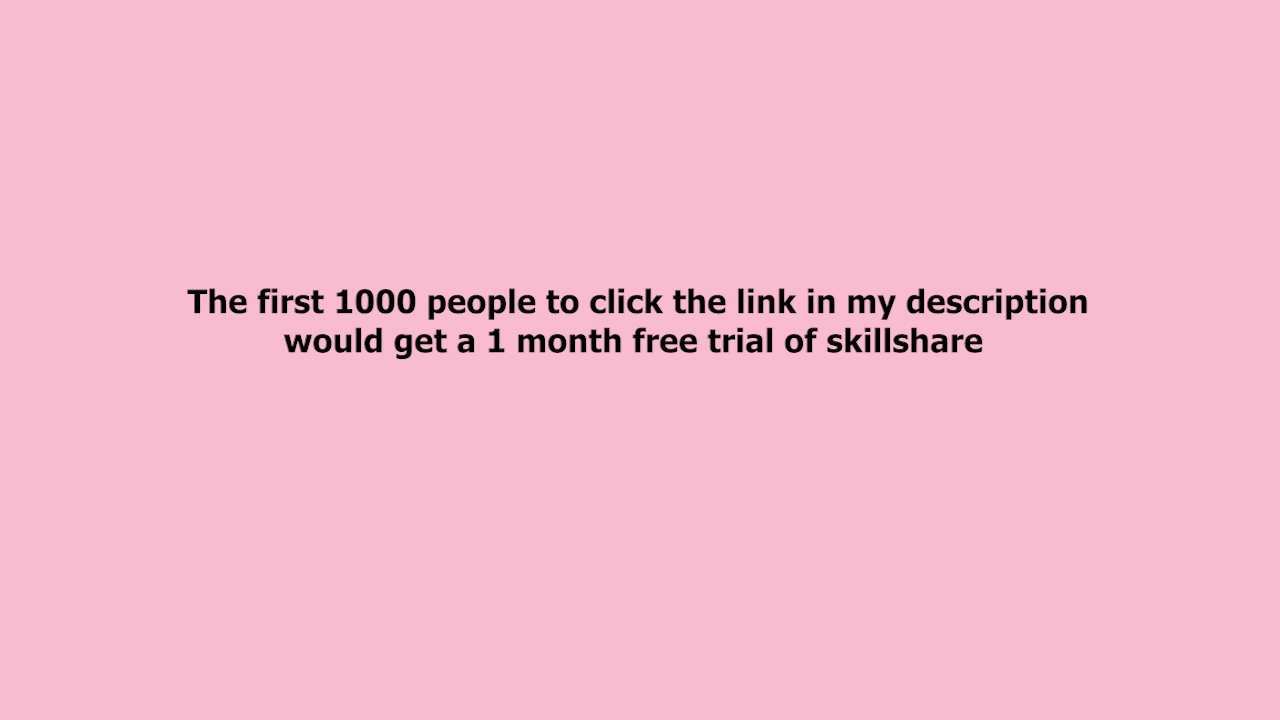 The first 1000 people to click the link in my description
would get a 1 month free trial of skillshare